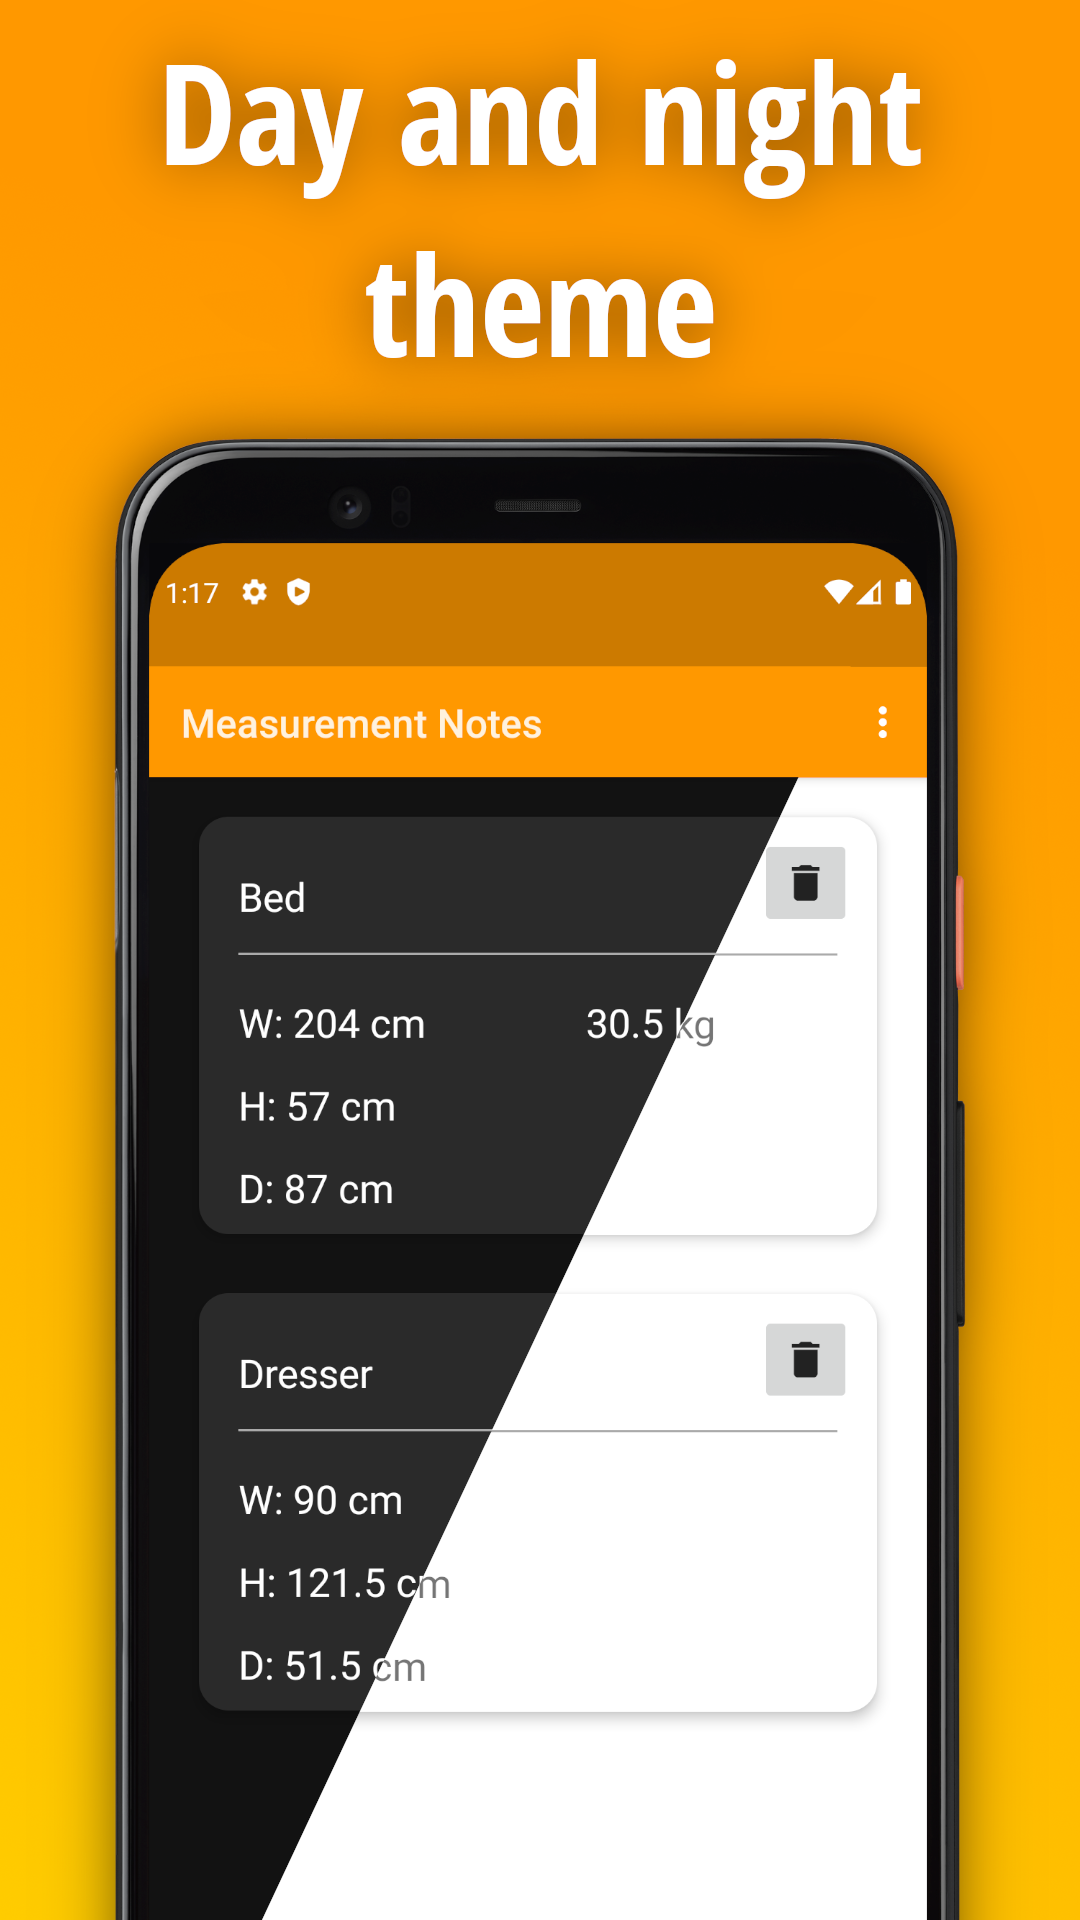 Day and night
theme
1:17
Measurement Notes
Bed
W: 204 cm 30.5 kg
H: 57 cm
D: 87 cm
Dresser
W: 90 cm
H: 121.5 cm
D: 51.5 cm